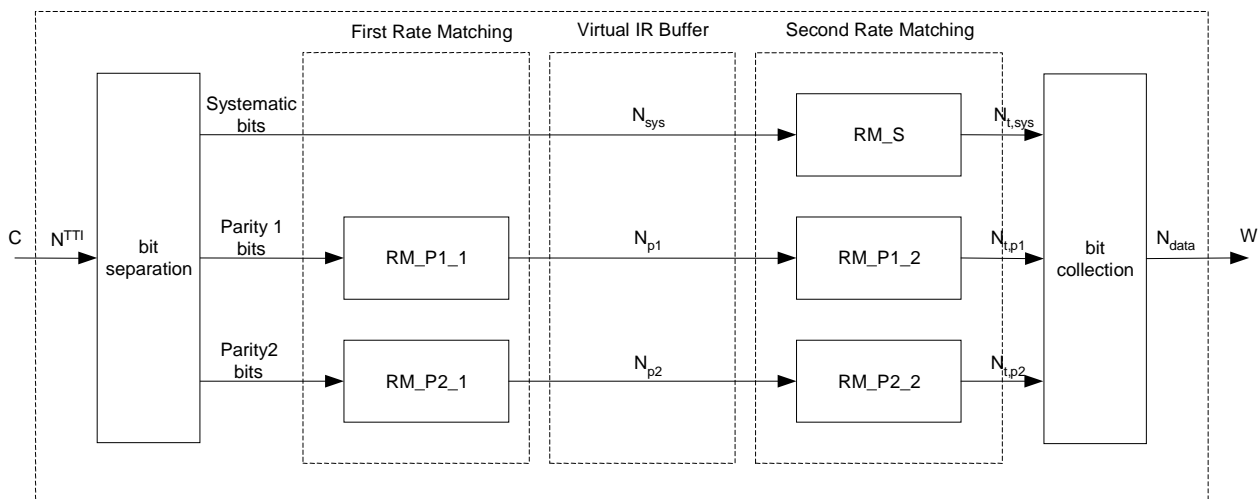 First Rate Matching
Virtual IR Buffer
Second Rate Matching
Systematic
bits
N_sys
RM_S
N_t,sys
C
N^TTI
bit
separation
Parity 1
bits
RM_P1_1
N_p1
RM_P1_2
N_t,p1
bit
collection
N_data
W
Parity2
bits
RM_P2_1
N_p2
RM_P2_2
N_t,p2